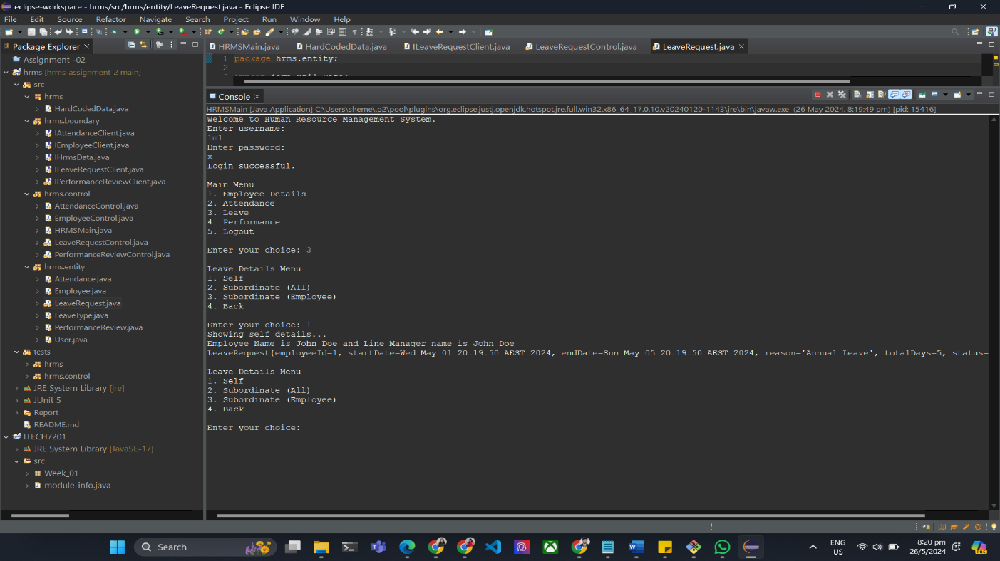 eclipse-workspace - hrms/src/hrms/entity/LeaveRequest.java - Eclipse IDE
File Edit Source Refactor Navigate Search Project Run Window Help
Package Explorer
Assignment -02
hrms [hrms-assignment-2 main]
src
hrms
HardCodedData.java
hrms.boundary
IAttendanceClient.java
IEmployeeClient.java
IHrmsData.java
ILeaveRequestClient.java
IPerformanceReviewClient.java
hrms.control
AttendanceControl.java
EmployeeControl.java
HRMSMain.java
LeaveRequestControl.java
PerformanceReviewControl.java
hrms.entity
Attendance.java
Employee.java
LeaveRequest.java
LeaveType.java
PerformanceReview.java
User.java
tests
hrms
hrms.control
JRE System Library [jre]
JUnit 5
Report
README.md
ITECH7201
JRE System Library [JavaSE-17]
src
Week_01
module-info.java
HRMSMain.java HardCodedData.java ILeaveRequestClient.java LeaveRequestControl.java LeaveRequest.java
1 package hrms.entity;
2
Console
HRMSMain [Java Application] C:\Users\sheme\.p2\pool\plugins\org.eclipse.justj.openjdk.hotspot.jre.full.win32.x86_64_17.0.10.v20240120-1143\jre\bin\javaw.exe (26 May 2024, 8:19:49 pm) [pid: 15416]
Welcome to Human Resource Management System.
Enter username:
lml
Enter password:
x
Login successful.
Main Menu
1. Employee Details
2. Attendance
3. Leave
4. Performance
5. Logout
Enter your choice: 3
Leave Details Menu
1. Self
2. Subordinate (All)
3. Subordinate (Employee)
4. Back
Enter your choice: 1
Showing self details...
Employee Name is John Doe and Line Manager name is John Doe
LeaveRequest{employeeId=1, startDate=Wed May 01 20:19:50 AEST 2024, endDate=Sun May 05 20:19:50 AEST 2024, reason='Annual Leave', totalDays=5, status=
Leave Details Menu
1. Self
2. Subordinate (All)
3. Subordinate (Employee)
4. Back
Enter your choice:
Search
ENG
US
8:20 pm
26/5/2024
PRE